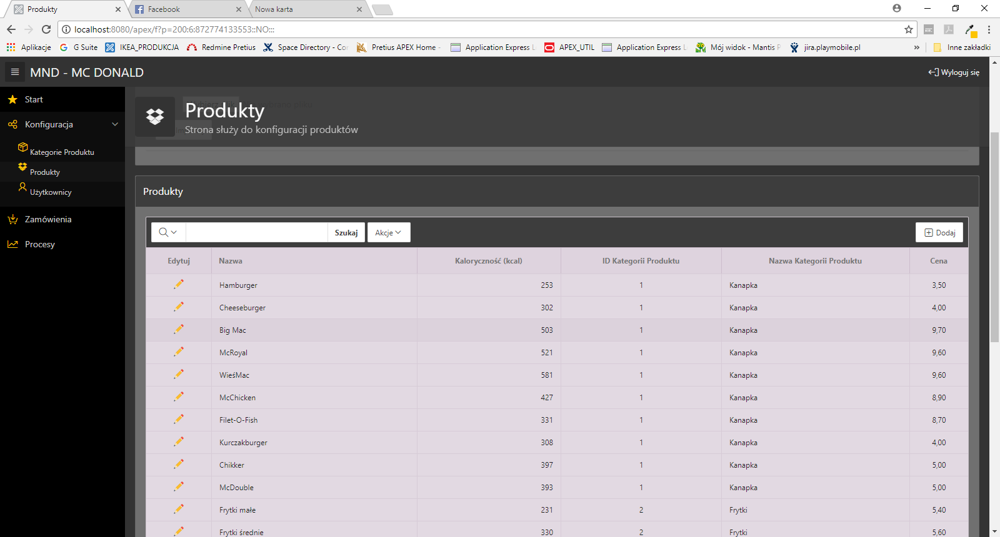 Produkty
Facebook
Nowa karta
localhost:8080/apex/f?p=200:6:872774133553::NO:::
Aplikacje G Suite IKEA_PRODUKCJA Redmine Pretius Space Directory - Con Pretius APEX Home - Application Express L APEX_UTIL Application Express L Mój widok - Mantis P jira.playmobile.pl » Inne zakładki
MND - MC DONALD
Wyloguj się
Start
Konfiguracja
Kategorie Produktu
Produkty
Użytkownicy
Zamówienia
Procesy
Produkty
Strona służy do konfiguracji produktów
Produkty
Szukaj Akcje Dodaj
Edytuj Nazwa Kaloryczność (kcal) ID Kategorii Produktu Nazwa Kategorii Produktu Cena
Hamburger 253 1 Kanapka 3,50
Cheeseburger 302 1 Kanapka 4,00
Big Mac 503 1 Kanapka 9,70
McRoyal 521 1 Kanapka 9,60
WieśMac 581 1 Kanapka 9,60
McChicken 427 1 Kanapka 8,90
Filet-O-Fish 331 1 Kanapka 8,70
Kurczakburger 308 1 Kanapka 4,00
Chikker 397 1 Kanapka 5,00
McDouble 393 1 Kanapka 5,00
Frytki małe 231 2 Frytki 5,40
Frytki średnie 330 2 Frytki 5,60